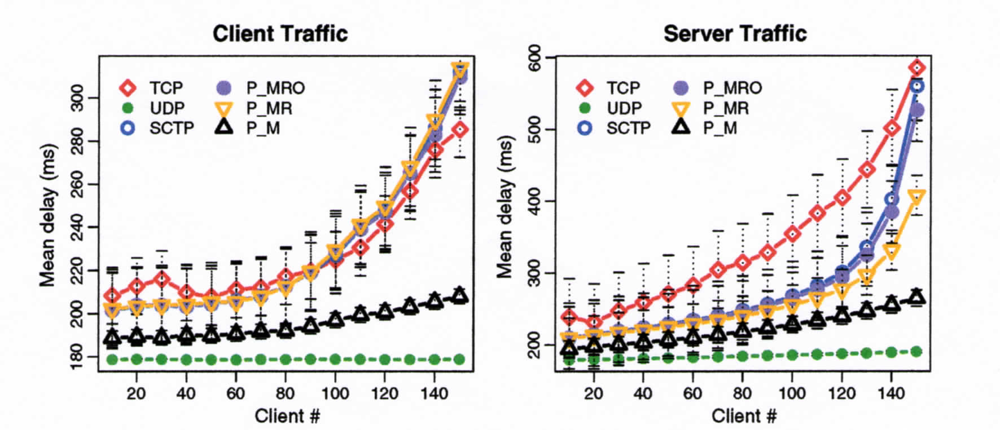 Client Traffic
Mean delay (ms)
300
280
260
240
220
200
180
TCP
UDP
SCTP
P_MRO
P_MR
P_M
20 40 60 80 100 120 140
Client #
Server Traffic
Mean delay (ms)
600
500
400
300
200
TCP
UDP
SCTP
P_MRO
P_MR
P_M
20 40 60 80 100 120 140
Client #